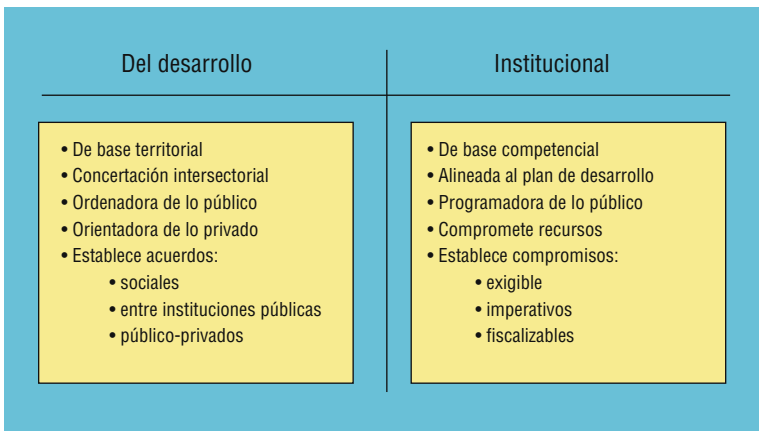 Del desarrollo
• De base territorial
• Concertación intersectorial
• Ordenadora de lo público
• Orientadora de lo privado
• Establece acuerdos:
• sociales
• entre instituciones públicas
• público-privados
Institucional
• De base competencial
• Alineada al plan de desarrollo
• Programadora de lo público
• Compromete recursos
• Establece compromisos:
• exigible
• imperativos
• fiscalizables